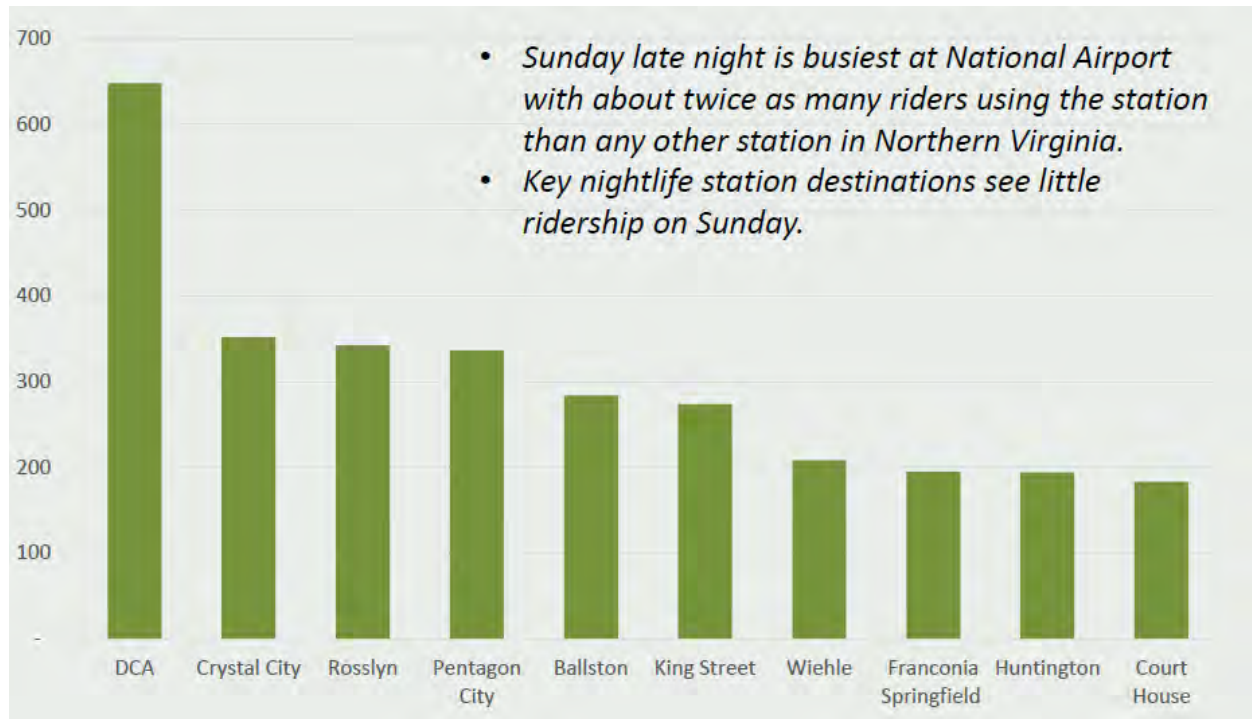 700
600
500
400
300
200
100
-
• Sunday late night is busiest at National Airport
with about twice as many riders using the station
than any other station in Northern Virginia.
• Key nightlife station destinations see little
ridership on Sunday.
DCA
Crystal City
Rosslyn
Pentagon
City
Ballston
King Street
Wiehle
Franconia
Springfield
Huntington
Court
House